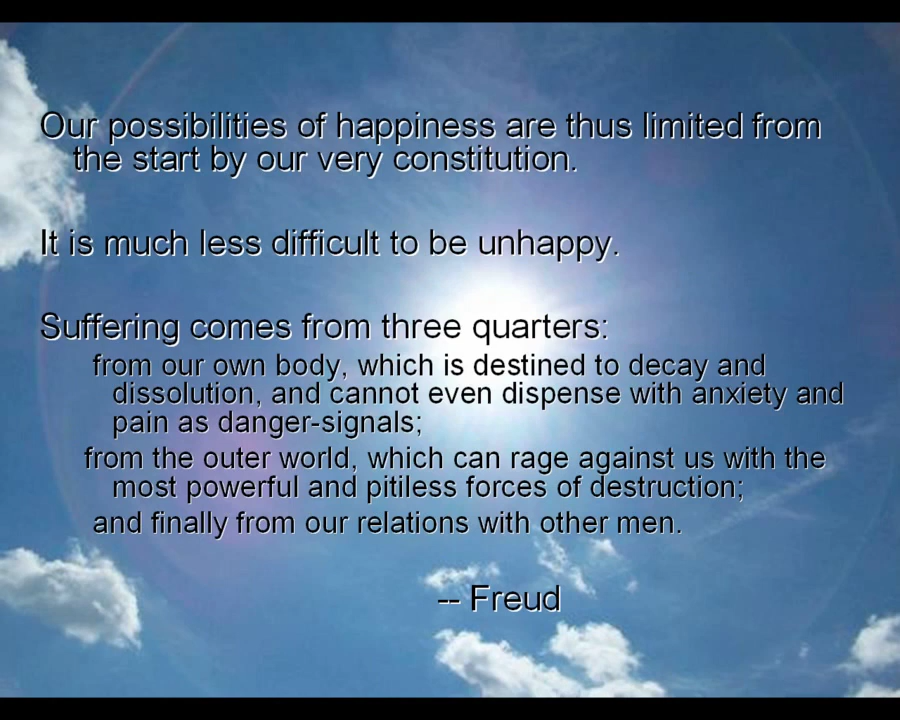 Our possibilities of happiness are thus limited from
the start by our very constitution.
It is much less difficult to be unhappy.
Suffering comes from three quarters:
from our own body, which is destined to decay and
dissolution, and cannot even dispense with anxiety and
pain as danger-signals;
from the outer world, which can rage against us with the
most powerful and pitiless forces of destruction;
and finally from our relations with other men.
-- Freud